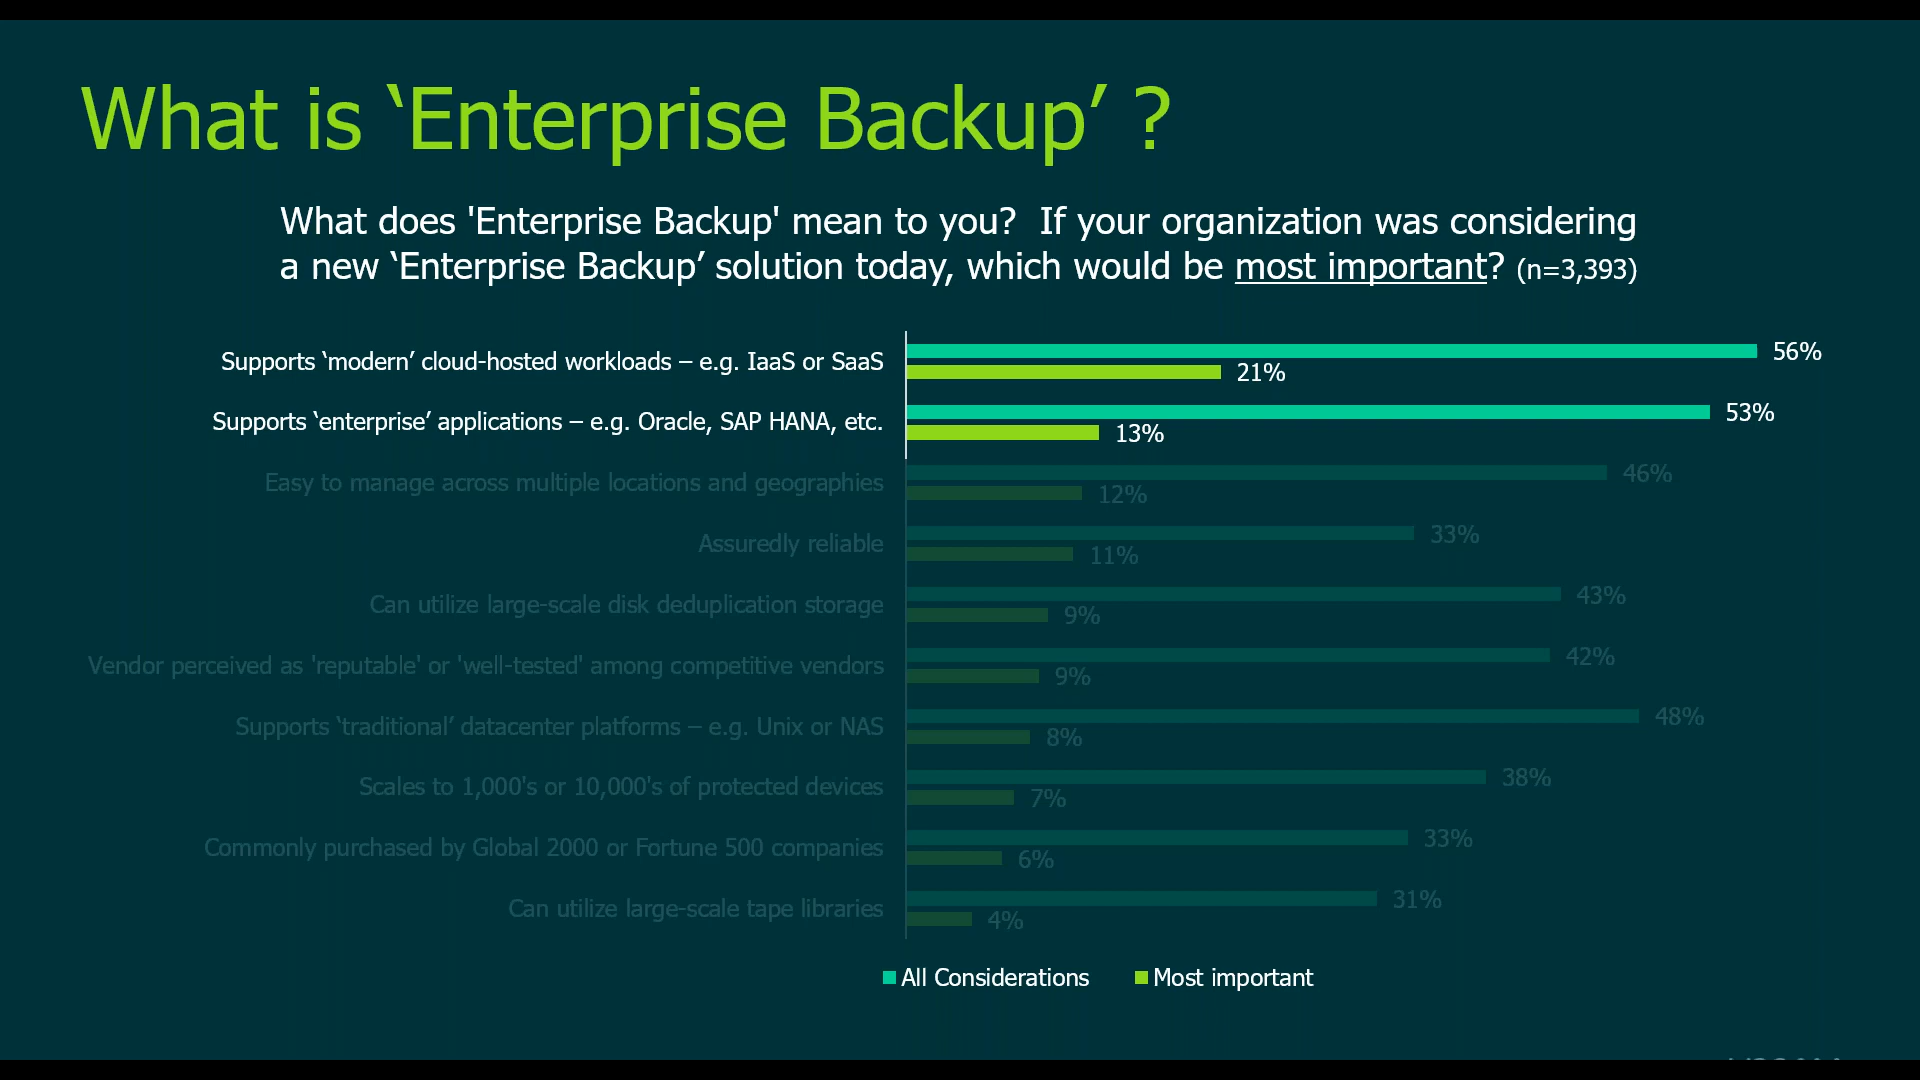 What is ‘Enterprise Backup’ ?
What does 'Enterprise Backup' mean to you? If your organization was considering
a new ‘Enterprise Backup’ solution today, which would be most important? (n=3,393)
Supports ‘modern’ cloud-hosted workloads – e.g. IaaS or SaaS
56%
21%
Supports ‘enterprise’ applications – e.g. Oracle, SAP HANA, etc.
53%
13%
Easy to manage across multiple locations and geographies
46%
12%
Assuredly reliable
33%
11%
Can utilize large-scale disk deduplication storage
43%
9%
Vendor perceived as 'reputable' or 'well-tested' among competitive vendors
42%
9%
Supports ‘traditional’ datacenter platforms – e.g. Unix or NAS
48%
8%
Scales to 1,000's or 10,000's of protected devices
38%
7%
Commonly purchased by Global 2000 or Fortune 500 companies
33%
6%
Can utilize large-scale tape libraries
31%
4%
All Considerations
Most important